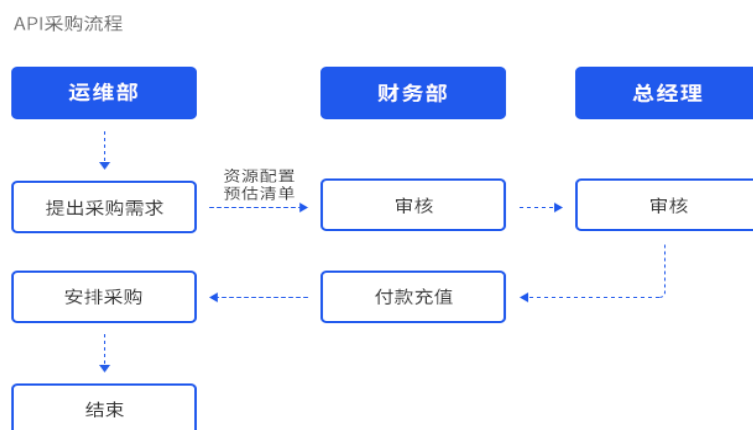 API采购流程
运维部
财务部
总经理
资源配置
预估清单
提出采购需求
审核
审核
安排采购
付款充值
结束